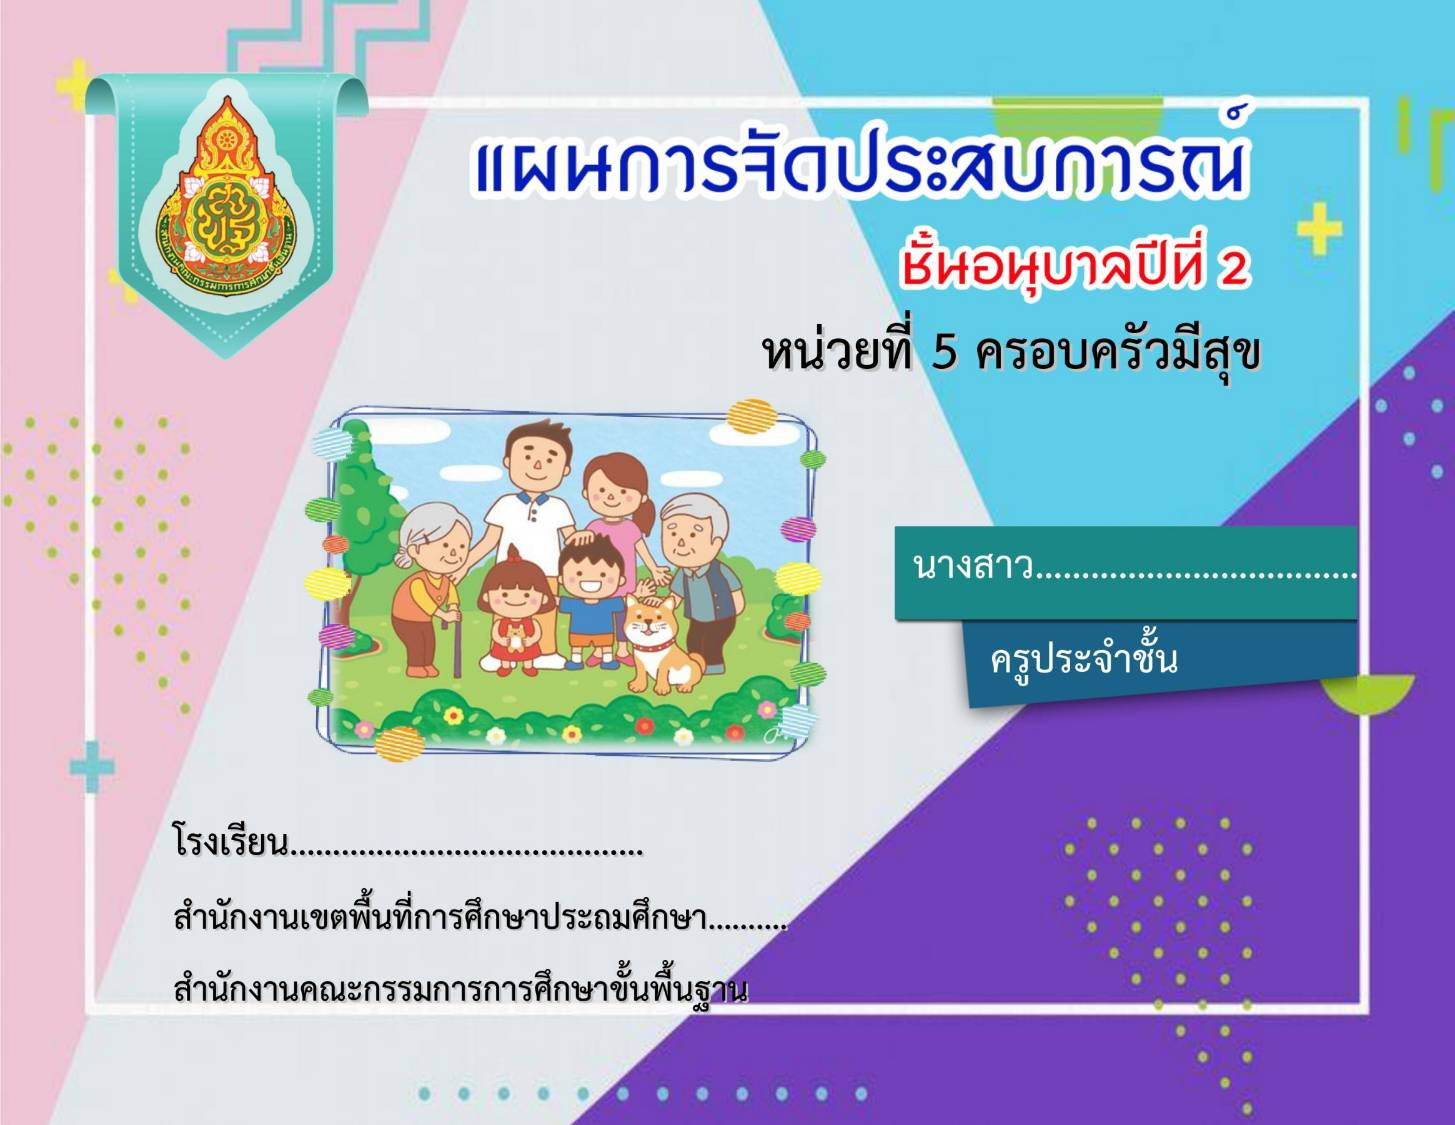 แผนการจัดประสบการณ์
ชั้นอนุบาลปีที่ 2
หน่วยที่ 5 ครอบครัวมีสุข
นางสาว...................................
ครูประจำชั้น
โรงเรียน.........................................
สำนักงานเขตพื้นที่การศึกษาประถมศึกษา..........
สำนักงานคณะกรรมการการศึกษาขั้นพื้นฐาน